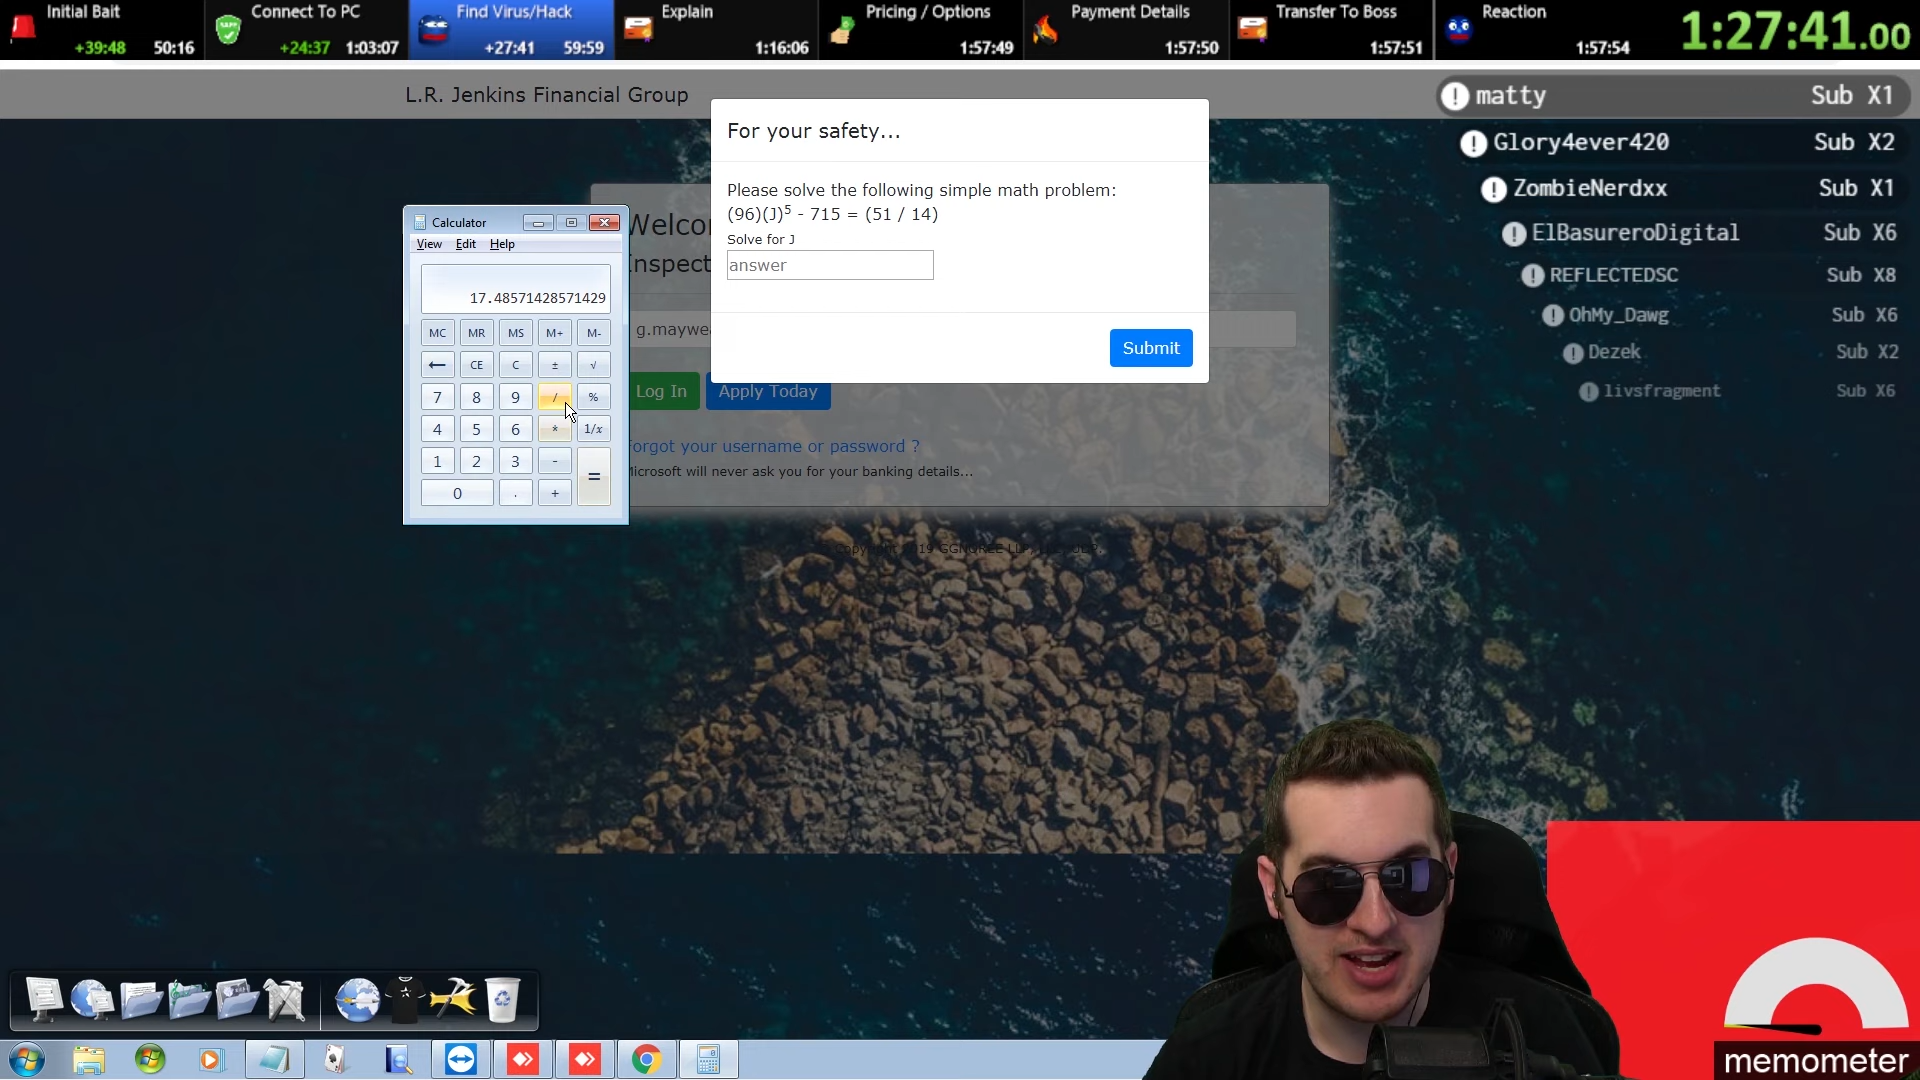 Initial Bait
+39:48 50:16
Connect To PC
+24:37 1:03:07
Find Virus/Hack
+27:41 59:59
Explain
1:16:06
Pricing / Options
1:57:49
Payment Details
1:57:50
Transfer To Boss
1:57:51
Reaction
1:57:54
1:27:41.00
L.R. Jenkins Financial Group
For your safety...
Please solve the following simple math problem:
(96)(J)⁵ - 715 = (51 / 14)
Solve for J
answer
Submit
Welco
Inspect
g.maywea
Log In
Apply Today
Forgot your username or password ?
Microsoft will never ask you for your banking details...
Calculator
View Edit Help
17.48571428571429
MC MR MS M+ M-
CE C ± √
7 8 9 / %
4 5 6 * 1/x
1 2 3 - =
0 . +
matty Sub X1
Glory4ever420 Sub X2
ZombieNerdxx Sub X1
ElBasureroDigital Sub X6
REFLECTEDSC Sub X8
OhMy_Dawg Sub X6
Dezek Sub X2
livsfragment Sub X6
memometer